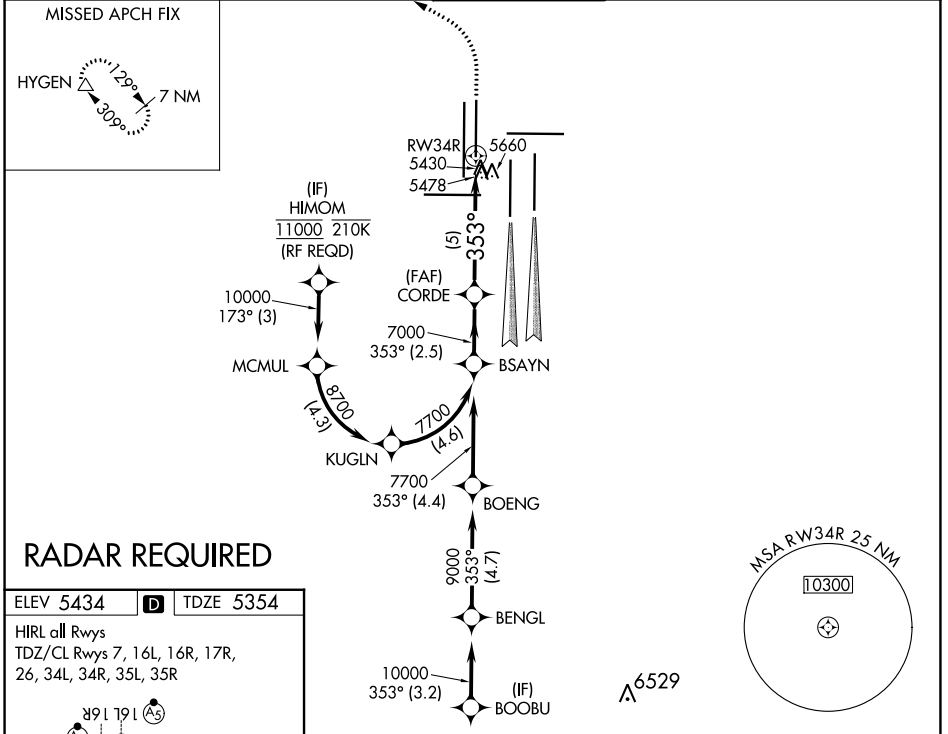 MISSED APCH FIX
HYGEN
129°
309°
7 NM
RW34R
5660
5430
5478
(IF)
HIMOM
11000 210K
(RF REQD)
(5)
353°
(FAF)
CORDE
10000
173° (3)
7000
353° (2.5)
MCMUL
BSAYN
8700
(4.3)
7700
(4.6)
KUGLN
7700
353° (4.4)
BOENG
RADAR REQUIRED
9000
353°
(4.7)
MSA RW34R 25 NM
10300
ELEV 5434 D TDZE 5354
BENGL
HIRL all Rwys
TDZ/CL Rwys 7, 16L, 16R, 17R,
26, 34L, 34R, 35L, 35R
10000
353° (3.2)
(IF)
BOOBU
6529
16R 16L A5